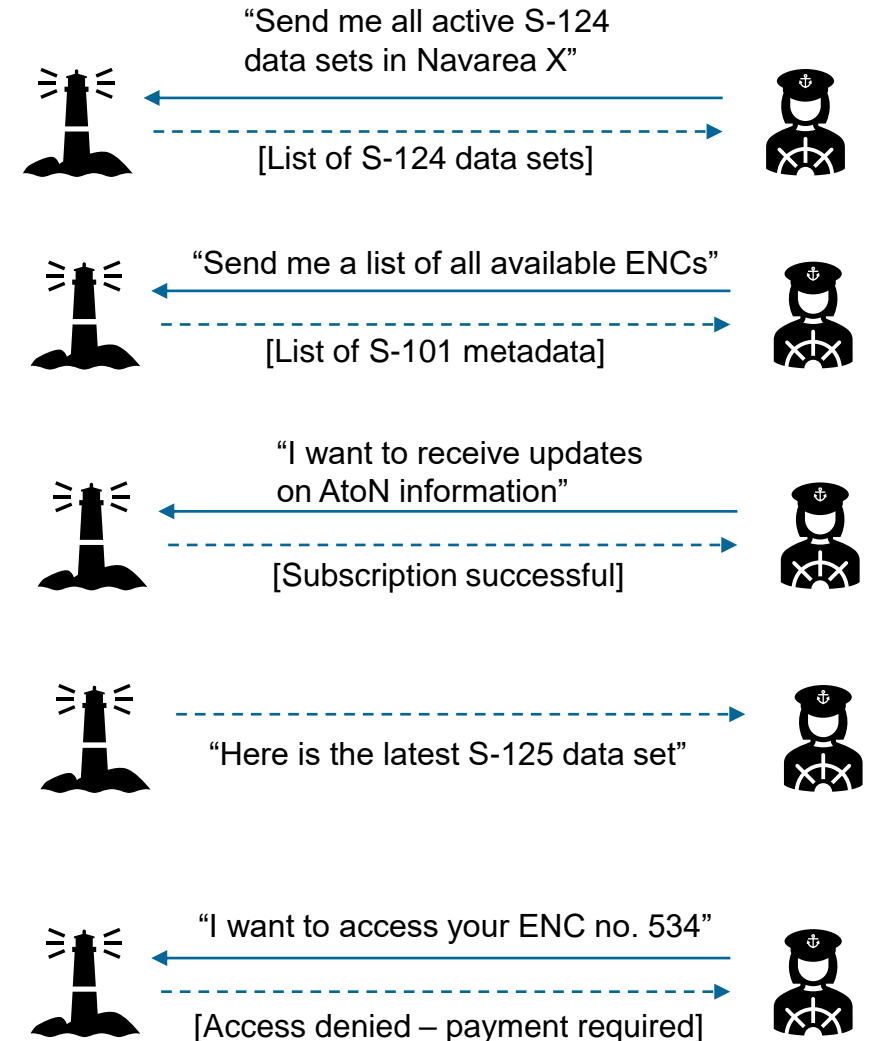 “Send me all active S-124
data sets in Navarea X”
[List of S-124 data sets]
“Send me a list of all available ENCs”
[List of S-101 metadata]
“I want to receive updates
on AtoN information”
[Subscription successful]
“Here is the latest S-125 data set”
“I want to access your ENC no. 534”
[Access denied – payment required]